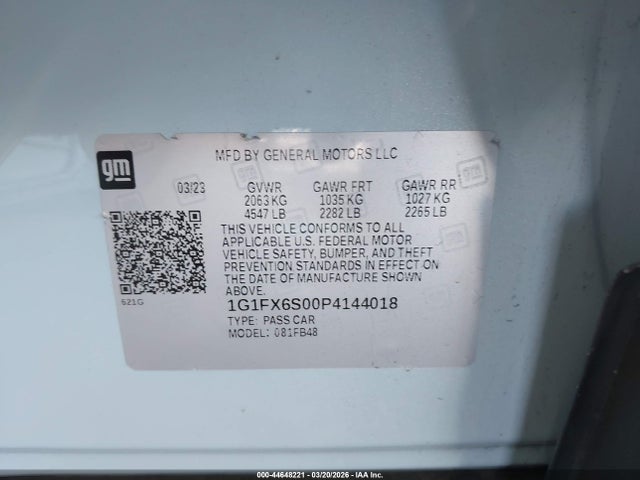 gm
MFD BY GENERAL MOTORS LLC
03/23 GVWR GAWR FRT GAWR RR
2063 KG 1035 KG 1027 KG
4547 LB 2282 LB 2265 LB
THIS VEHICLE CONFORMS TO ALL
APPLICABLE U.S. FEDERAL MOTOR
VEHICLE SAFETY, BUMPER, AND THEFT
PREVENTION STANDARDS IN EFFECT ON
THE DATE OF MANUFACTURE SHOWN
ABOVE.
621G
1G1FX6S00P4144018
TYPE: PASS CAR
MODEL: 081FB48
000-44648221 - 03/20/2026 - IAAI Inc.